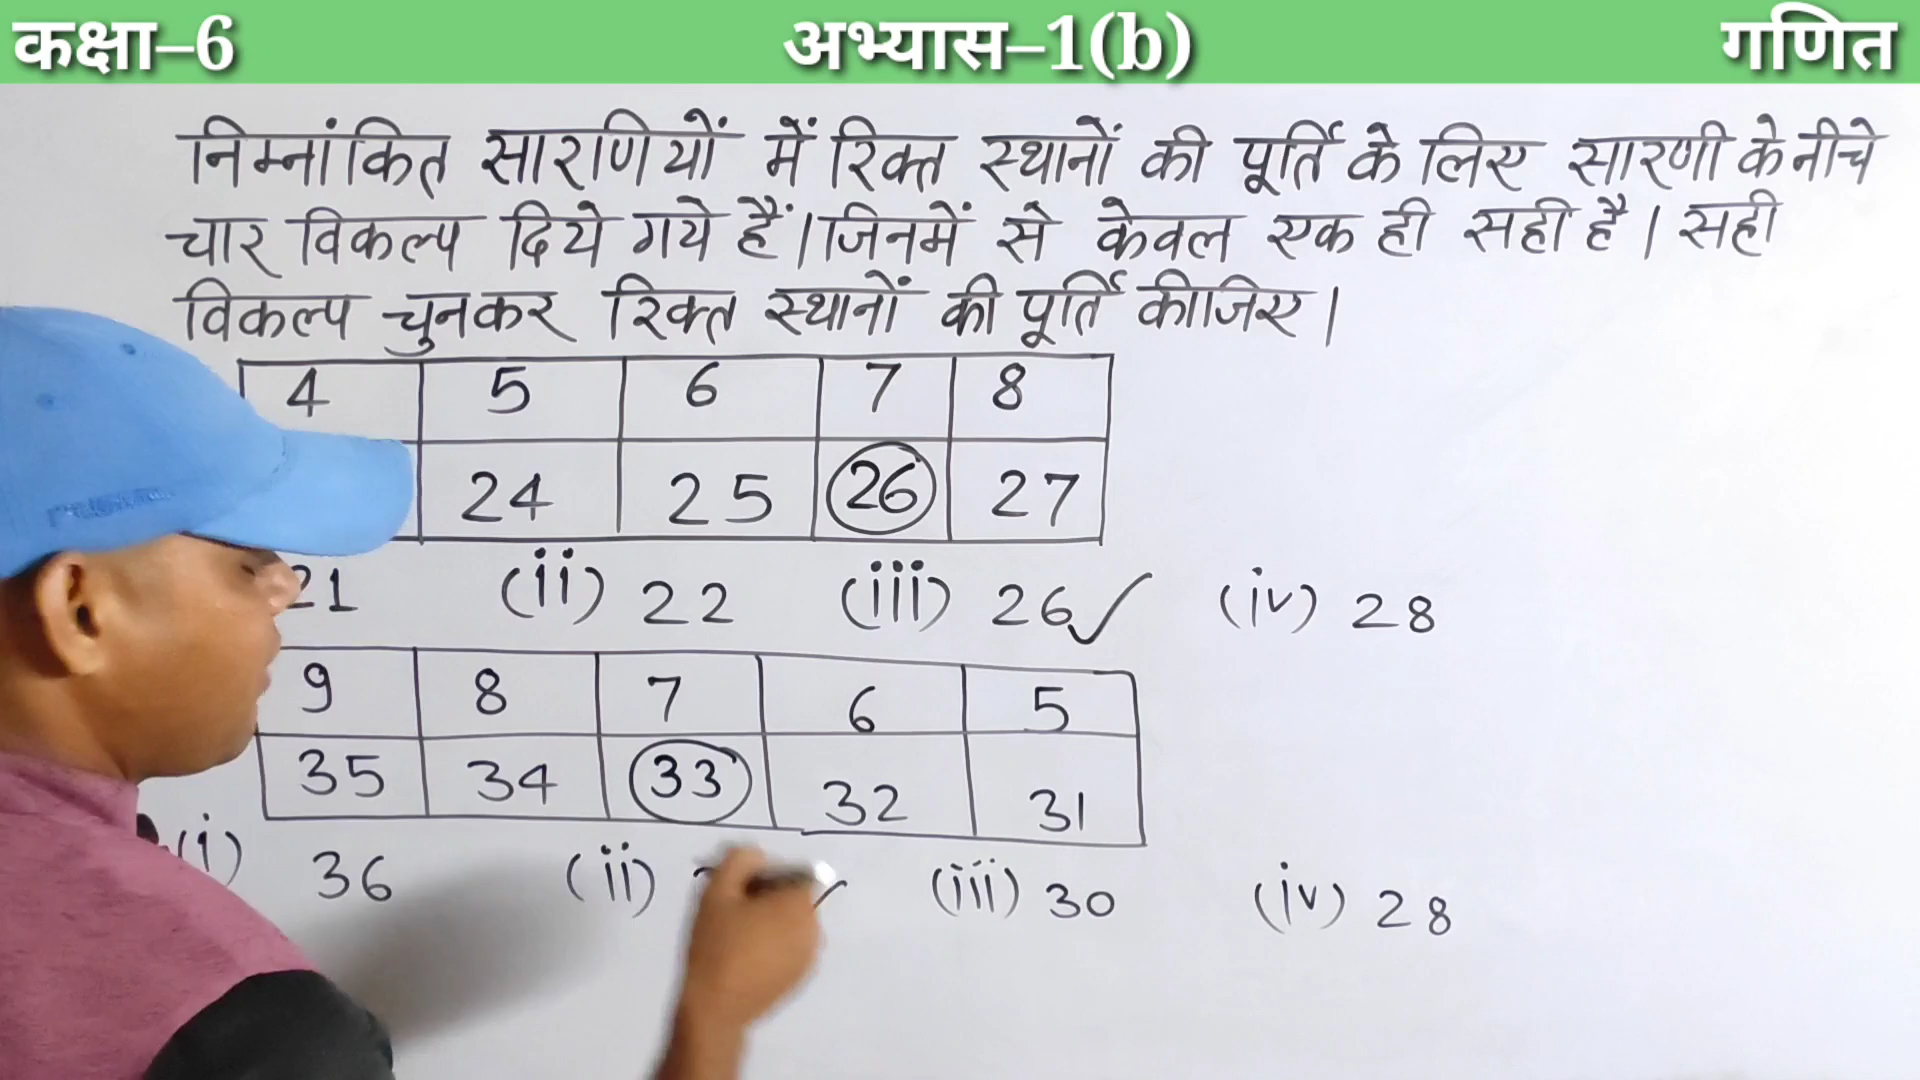 कक्षा–6 अभ्यास–1(b) गणित
निम्नांकित सारणियों में रिक्त स्थानों की पूर्ति के लिए सारणी के नीचे
चार विकल्प दिये गये हैं। जिनमें से केवल एक ही सही है। सही
विकल्प चुनकर रिक्त स्थानों की पूर्ति कीजिए।
4 5 6 7 8
24 25 26 27
21 (ii) 22 (iii) 26 ✓ (iv) 28
9 8 7 6 5
35 34 33 32 31
(i) 36 (ii) (iii) 30 (iv) 28